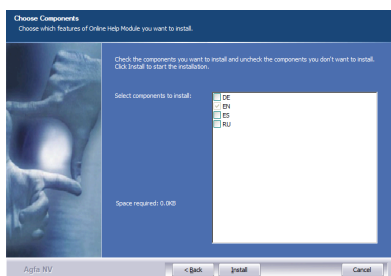 Choose Components
Choose which features of Online Help Module you want to install.
Check the components you want to install and uncheck the components you don't want to install.
Click Install to start the installation.
Select components to install:
DE
EN
ES
RU
Space required: 0.0KB
Agfa NV
< Back
Install
Cancel